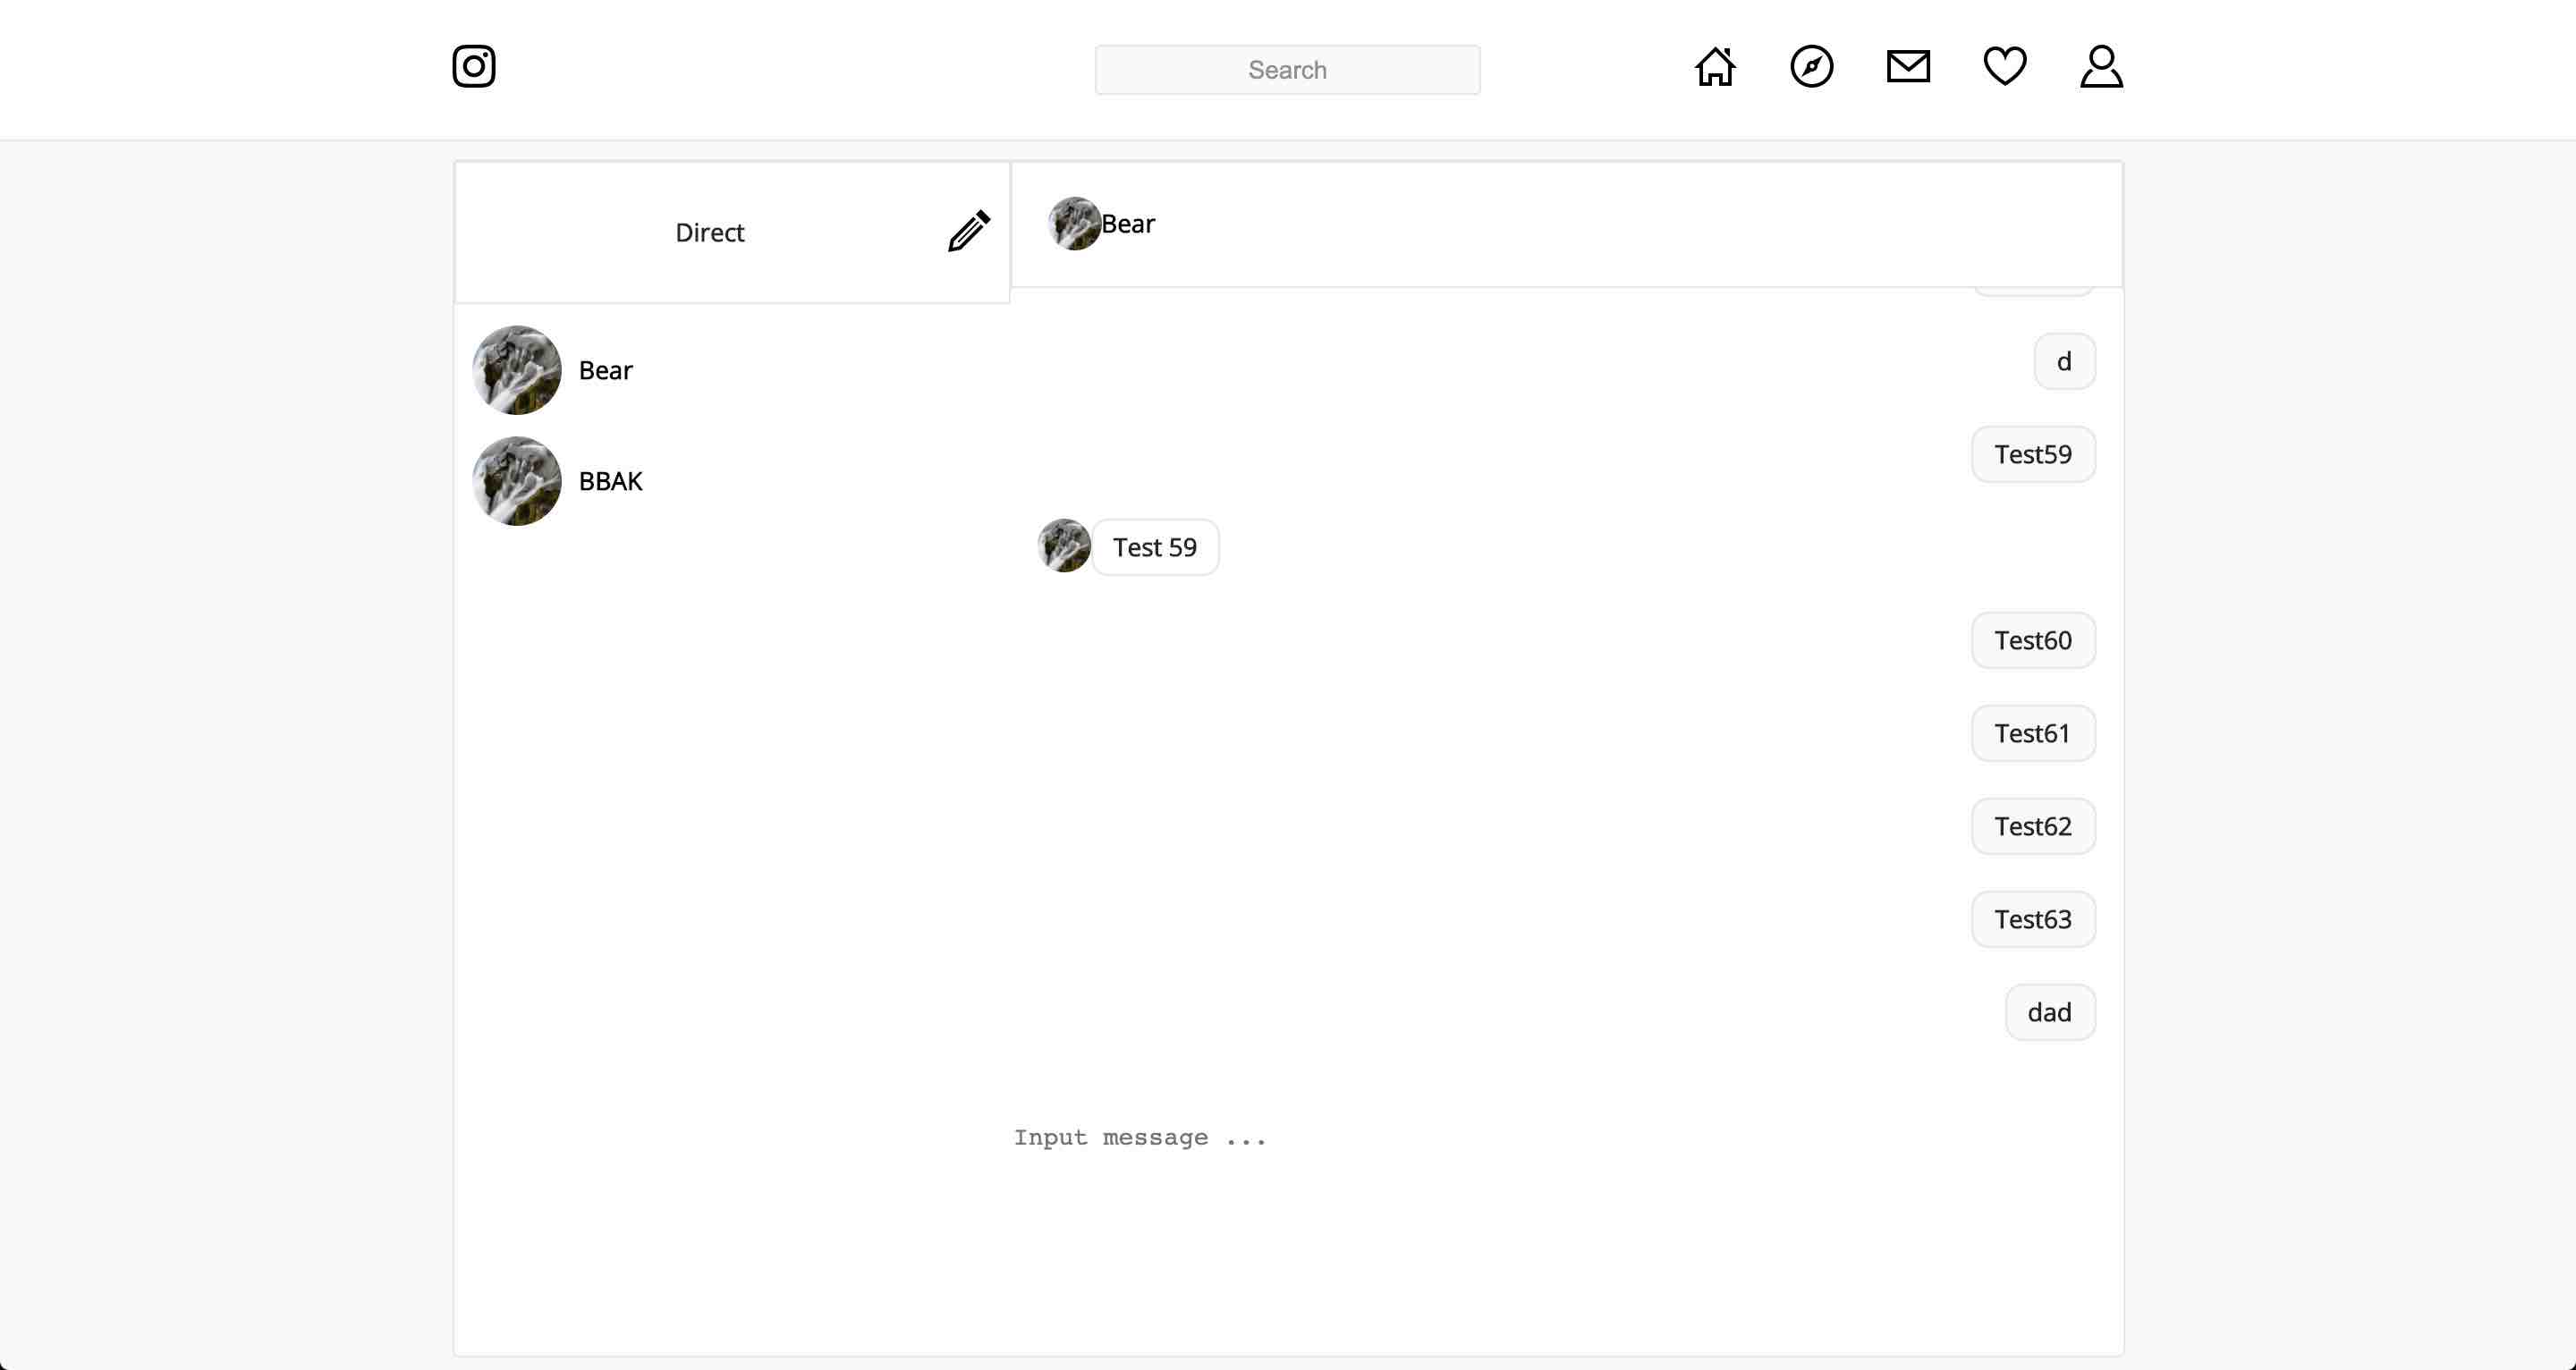 Search
Direct
Bear
Bear
BBAK
d
Test59
Test 59
Test60
Test61
Test62
Test63
dad
Input message ...